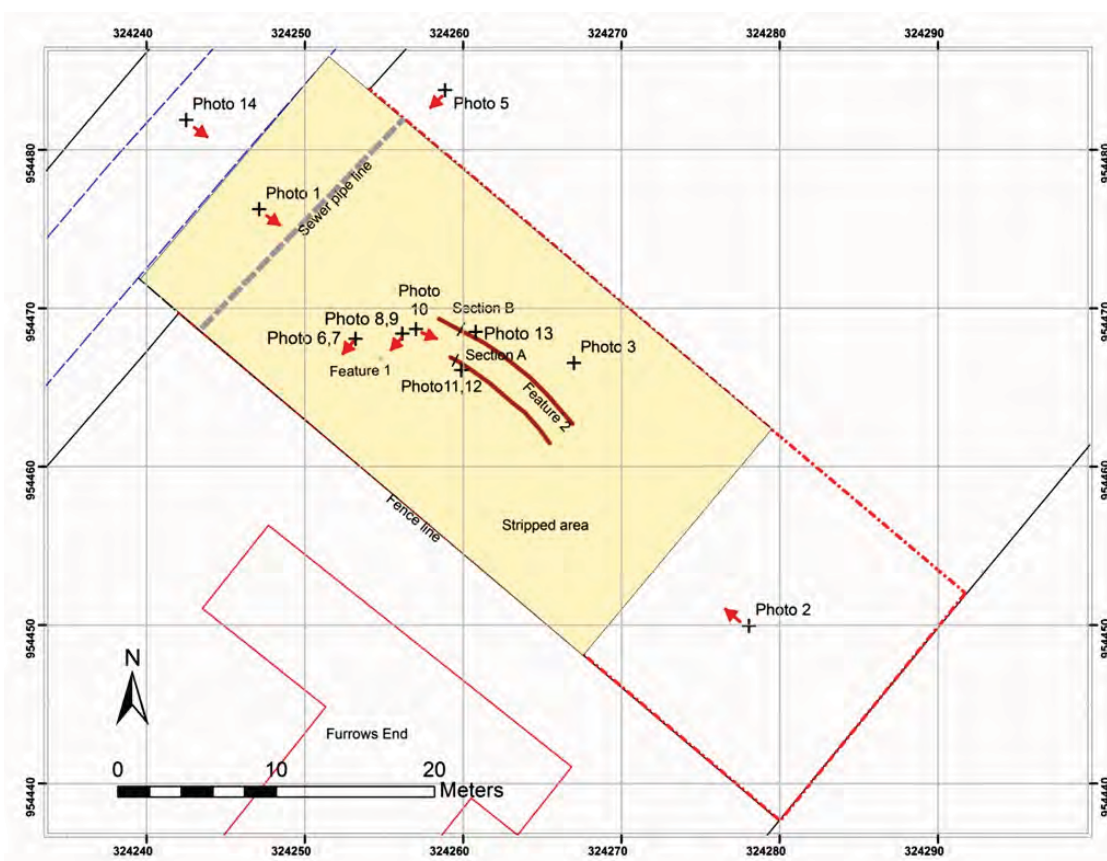 324240 324250 324260 324270 324280 324290
Photo 14
Photo 5
954480 954480
Photo 1
Sewer pipe line
954470 954470
Photo
10
Section B
Photo 8,9
Photo 6,7
Photo 13
Photo 3
Section A
Feature 1
Photo11,12
Feature 2
954460 954460
Fence line
Stripped area
Photo 2
954450 954450
N
Furrows End
0 10 20
Meters
954440 954440
324240 324250 324260 324270 324280 324290